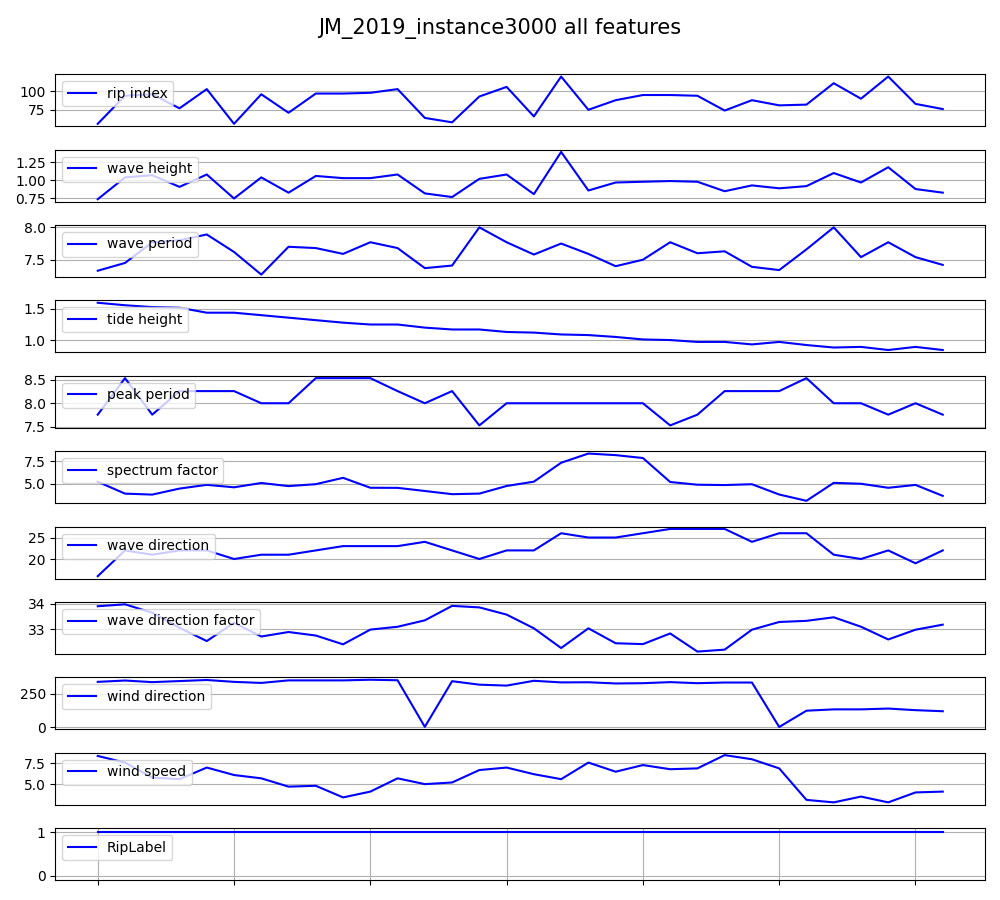 JM_2019_instance3000 all features
100
75
rip index
1.25
1.00
0.75
wave height
8.0
7.5
wave period
1.5
1.0
tide height
8.5
8.0
7.5
peak period
7.5
5.0
spectrum factor
25
20
wave direction
34
33
wave direction factor
250
0
wind direction
7.5
5.0
wind speed
1
0
RipLabel